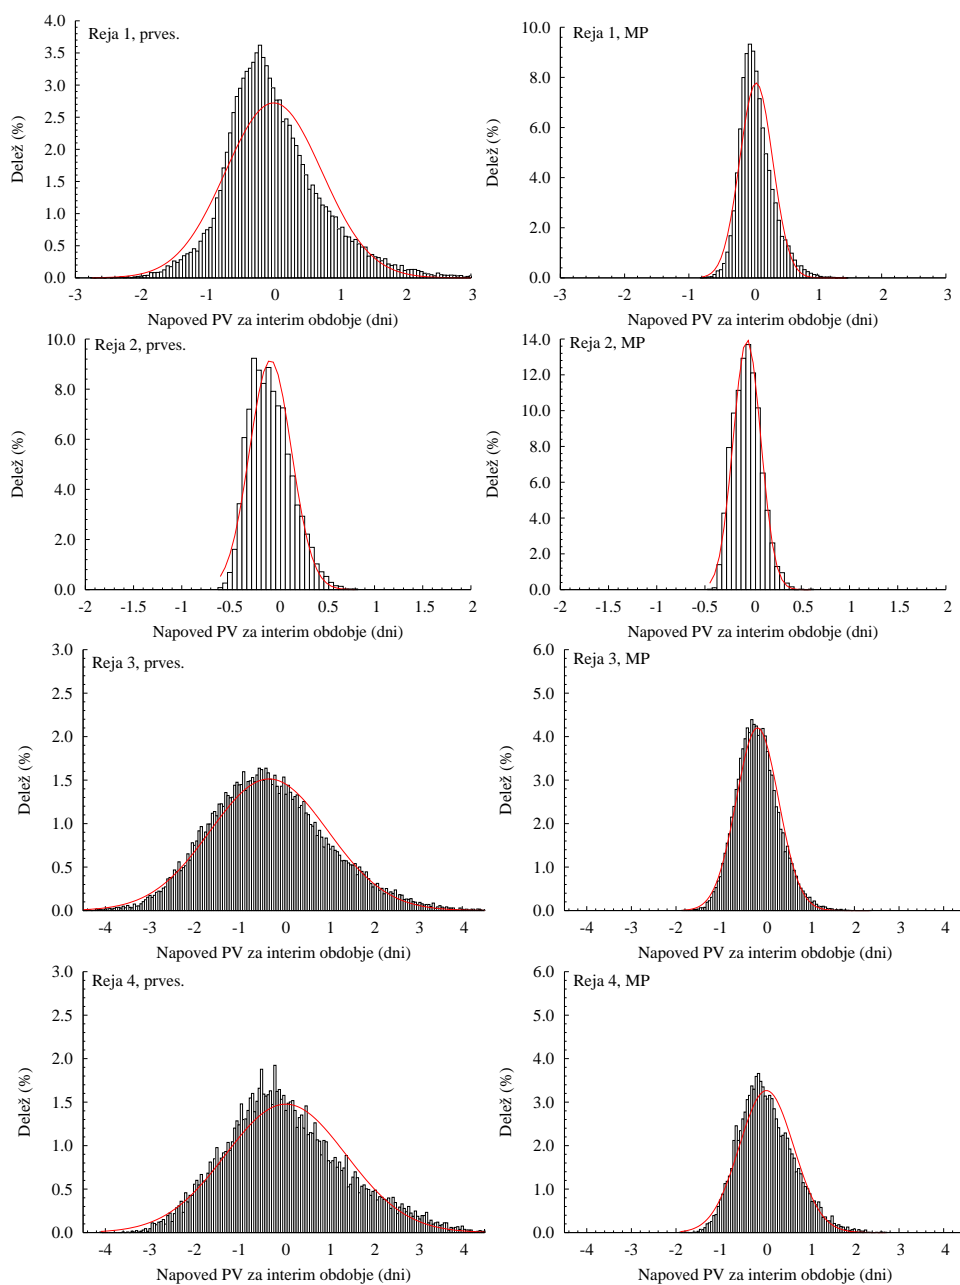 Reja 1, prves.
Delež (%)
4.0
3.5
3.0
2.5
2.0
1.5
1.0
0.5
0.0
-3 -2 -1 0 1 2 3
Napoved PV za interim obdobje (dni)
Reja 1, MP
Delež (%)
10.0
8.0
6.0
4.0
2.0
0.0
-3 -2 -1 0 1 2 3
Napoved PV za interim obdobje (dni)
Reja 2, prves.
Delež (%)
10.0
8.0
6.0
4.0
2.0
0.0
-2 -1.5 -1 -0.5 0 0.5 1 1.5 2
Napoved PV za interim obdobje (dni)
Reja 2, MP
Delež (%)
14.0
12.0
10.0
8.0
6.0
4.0
2.0
0.0
-2 -1.5 -1 -0.5 0 0.5 1 1.5 2
Napoved PV za interim obdobje (dni)
Reja 3, prves.
Delež (%)
3.0
2.5
2.0
1.5
1.0
0.5
0.0
-4 -3 -2 -1 0 1 2 3 4
Napoved PV za interim obdobje (dni)
Reja 3, MP
Delež (%)
6.0
5.0
4.0
3.0
2.0
1.0
0.0
-4 -3 -2 -1 0 1 2 3 4
Napoved PV za interim obdobje (dni)
Reja 4, prves.
Delež (%)
3.0
2.5
2.0
1.5
1.0
0.5
0.0
-4 -3 -2 -1 0 1 2 3 4
Napoved PV za interim obdobje (dni)
Reja 4, MP
Delež (%)
6.0
5.0
4.0
3.0
2.0
1.0
0.0
-4 -3 -2 -1 0 1 2 3 4
Napoved PV za interim obdobje (dni)